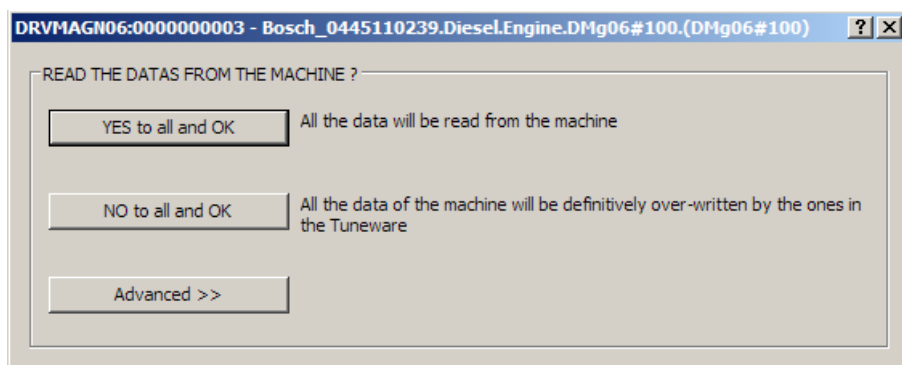 DRVMAGN06:0000000003 - Bosch_0445110239.Diesel.Engine.DMg06#100.(DMg06#100)
READ THE DATAS FROM THE MACHINE ?
YES to all and OK
All the data will be read from the machine
NO to all and OK
All the data of the machine will be definitively over-written by the ones in
the Tuneware
Advanced >>